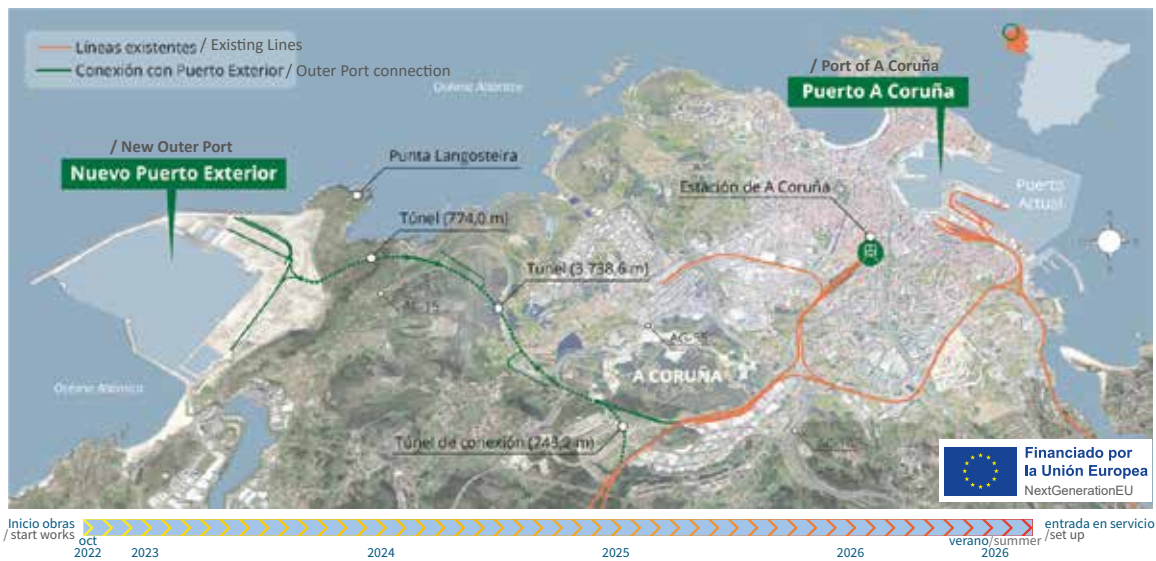 Líneas existentes / Existing Lines
Conexión con Puerto Exterior / Outer Port connection
Océano Atlántico
/ Port of A Coruña
Puerto A Coruña
/ New Outer Port
Nuevo Puerto Exterior
Punta Langosteira
Estación de A Coruña
Puerto
Actual
Túnel (774,0 m)
Túnel (3.738,6 m)
AC-15
A CORUÑA
Océano Atlántico
Túnel de conexión (243,2 m)
Financiado por
la Unión Europea
NextGenerationEU
Inicio obras
/ start works
oct
2022
2023
2024
2025
2026
verano/summer
2026
entrada en servicio
/set up